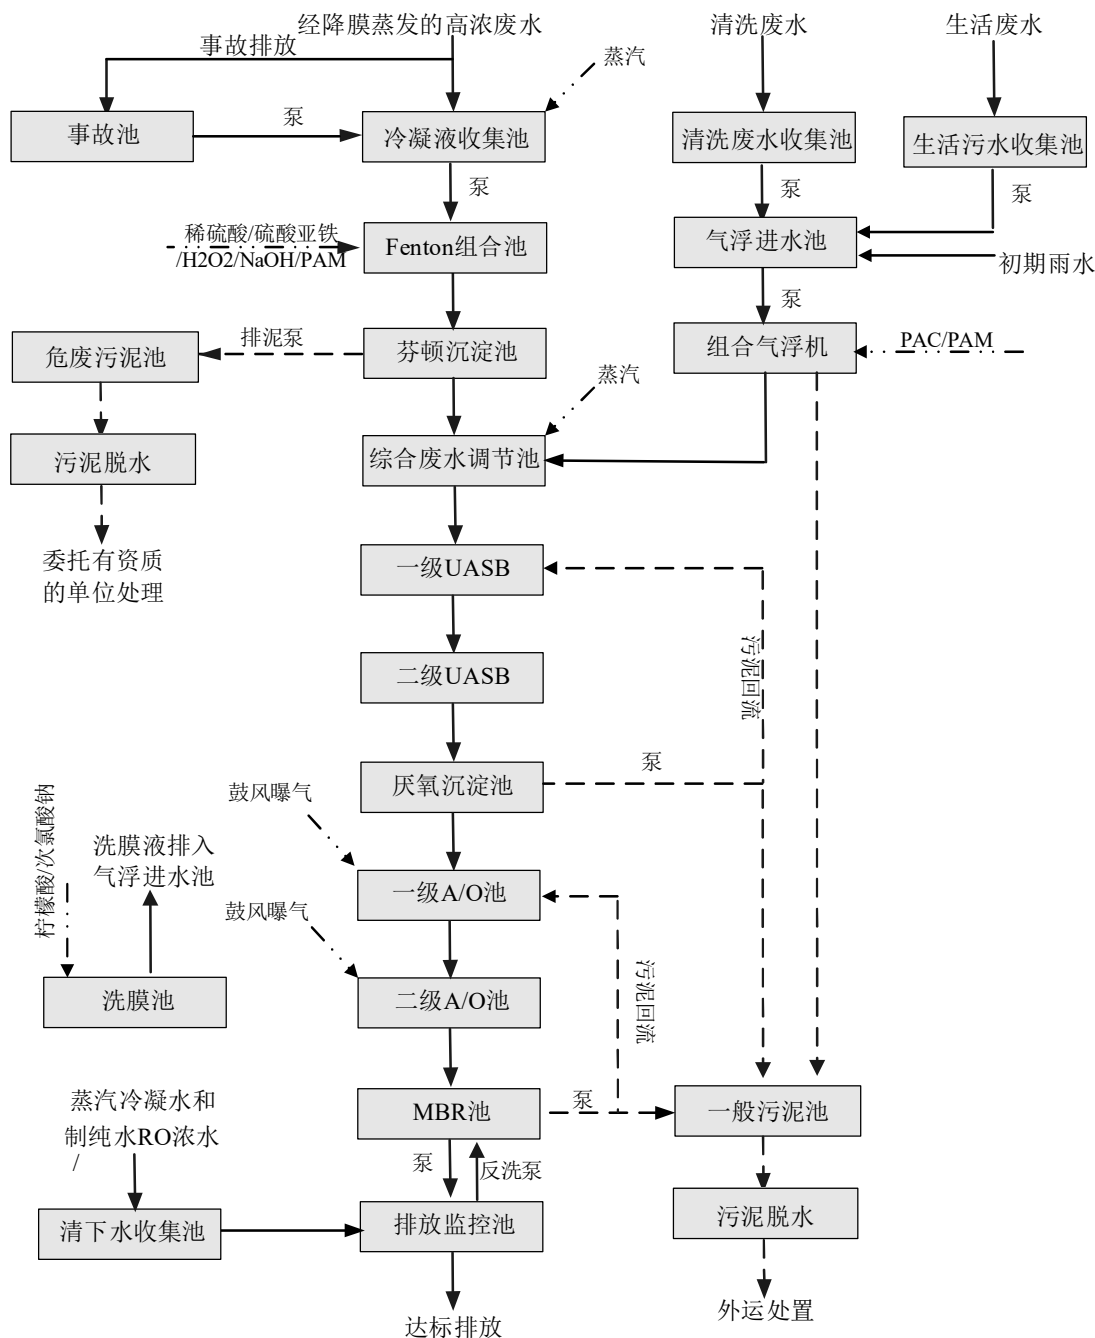 经降膜蒸发的高浓废水
清洗废水
生活废水
事故排放
蒸汽
事故池
泵
冷凝液收集池
清洗废水收集池
生活污水收集池
泵
泵
泵
稀硫酸/硫酸亚铁
/H2O2/NaOH/PAM
Fenton组合池
气浮进水池
初期雨水
泵
危废污泥池
排泥泵
芬顿沉淀池
组合气浮机
PAC/PAM
蒸汽
污泥脱水
综合废水调节池
委托有资质
的单位处理
一级UASB
污泥回流
二级UASB
厌氧沉淀池
泵
鼓风曝气
柠檬酸/次氯酸钠
洗膜液排入
气浮进水池
一级A/O池
鼓风曝气
洗膜池
二级A/O池
污泥回流
蒸汽冷凝水和
制纯水RO浓水
/
MBR池
泵
一般污泥池
泵
反洗泵
清下水收集池
排放监控池
污泥脱水
达标排放
外运处置